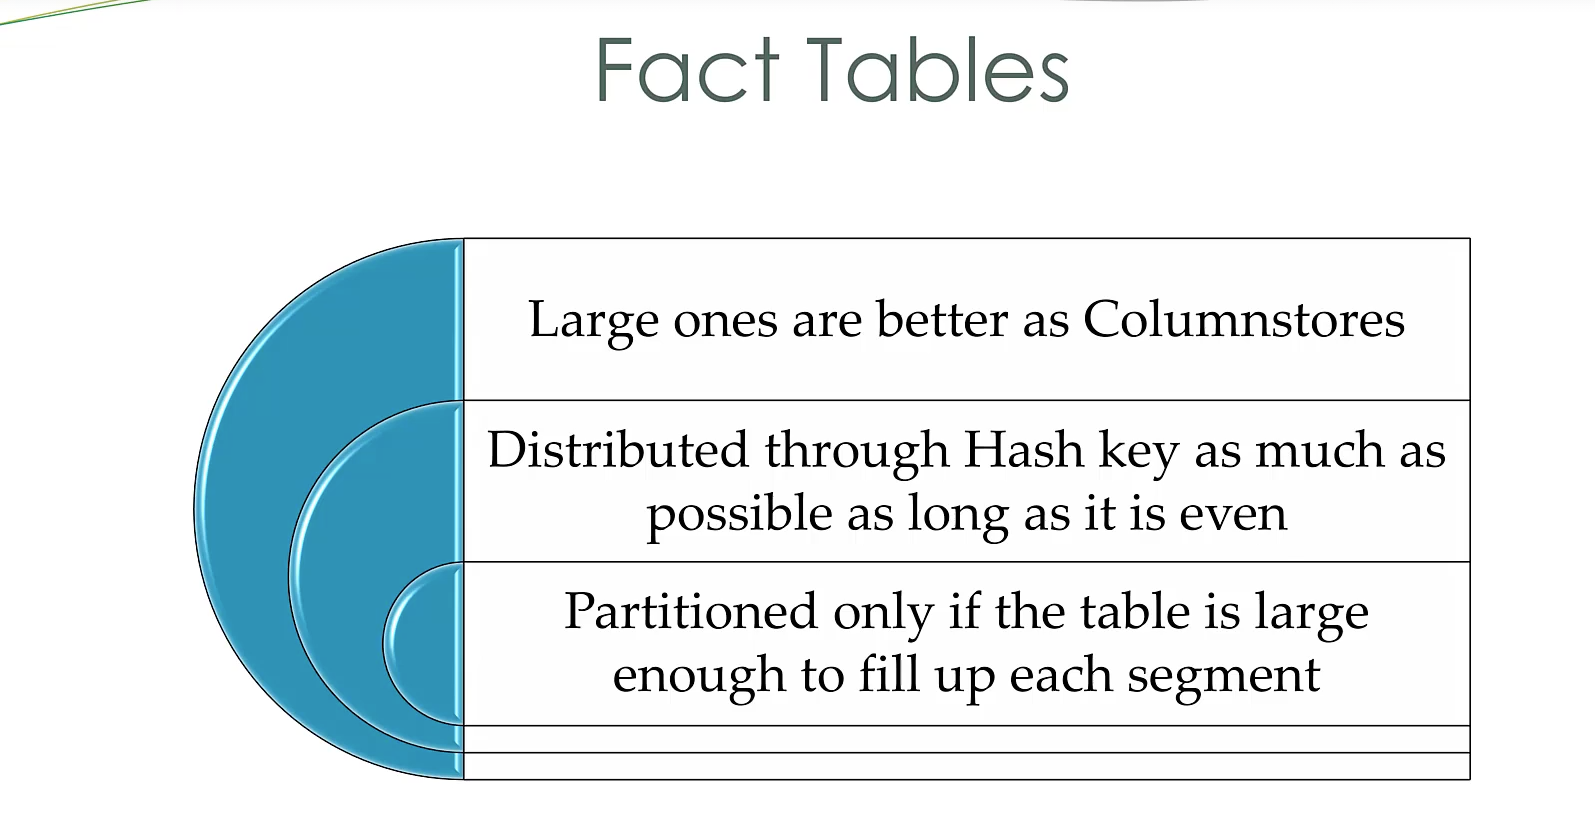 Fact Tables
Large ones are better as Columnstores
Distributed through Hash key as much as
possible as long as it is even
Partitioned only if the table is large
enough to fill up each segment